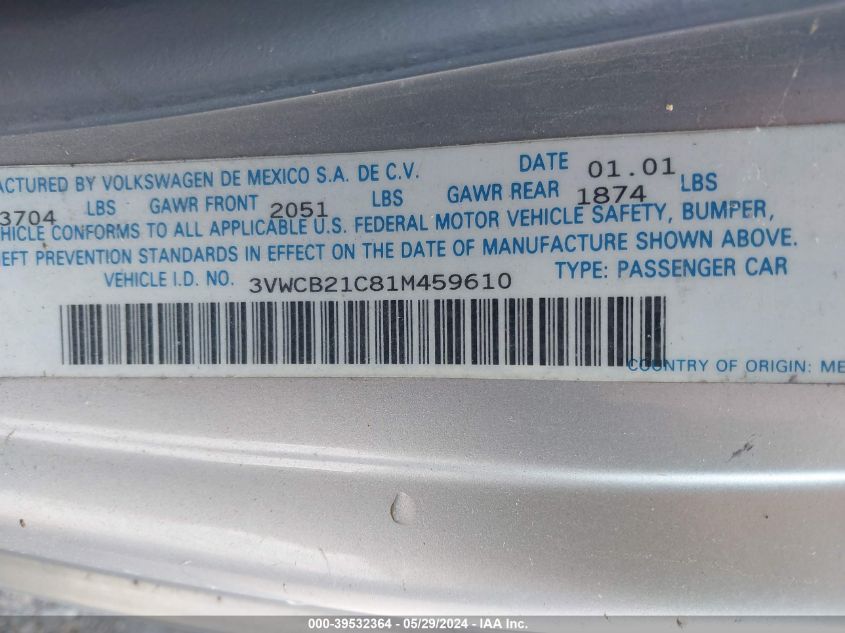 ACTURED BY VOLKSWAGEN DE MEXICO S.A. DE C.V. DATE 01.01
3704 LBS GAWR FRONT 2051 LBS GAWR REAR 1874 LBS
HICLE CONFORMS TO ALL APPLICABLE U.S. FEDERAL MOTOR VEHICLE SAFETY, BUMPER,
EFT PREVENTION STANDARDS IN EFFECT ON THE DATE OF MANUFACTURE SHOWN ABOVE.
VEHICLE I.D. NO. 3VWCB21C81M459610 TYPE: PASSENGER CAR
COUNTRY OF ORIGIN: ME
000-39532364 • 05/29/2024 - IAA Inc.